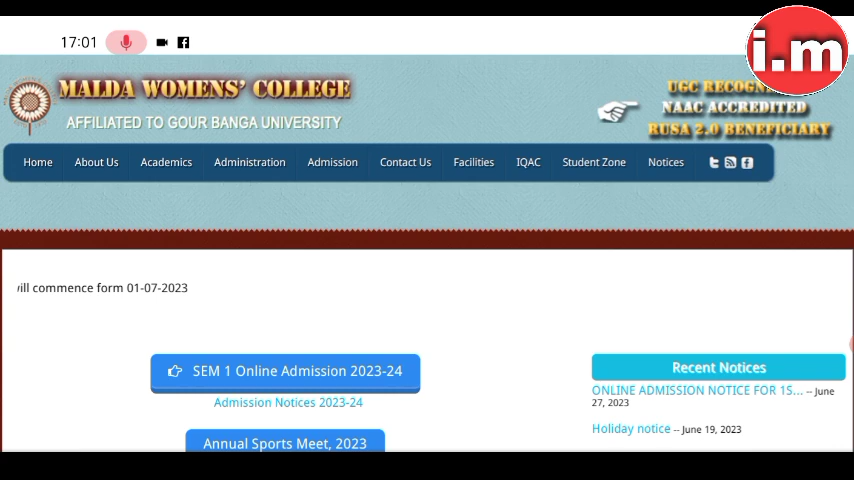 17:01
i.m
MALDA WOMENS' COLLEGE
AFFILIATED TO GOUR BANGA UNIVERSITY
UGC
NAAC ACCREDITED
RUSA 2.0 BENEFICIARY
Home About Us Academics Administration Admission Contact Us Facilities IQAC Student Zone Notices
will commence form 01-07-2023
SEM 1 Online Admission 2023-24
Admission Notices 2023-24
Annual Sports Meet, 2023
Recent Notices
ONLINE ADMISSION NOTICE FOR 1S... -- June
27, 2023
Holiday notice -- June 19, 2023